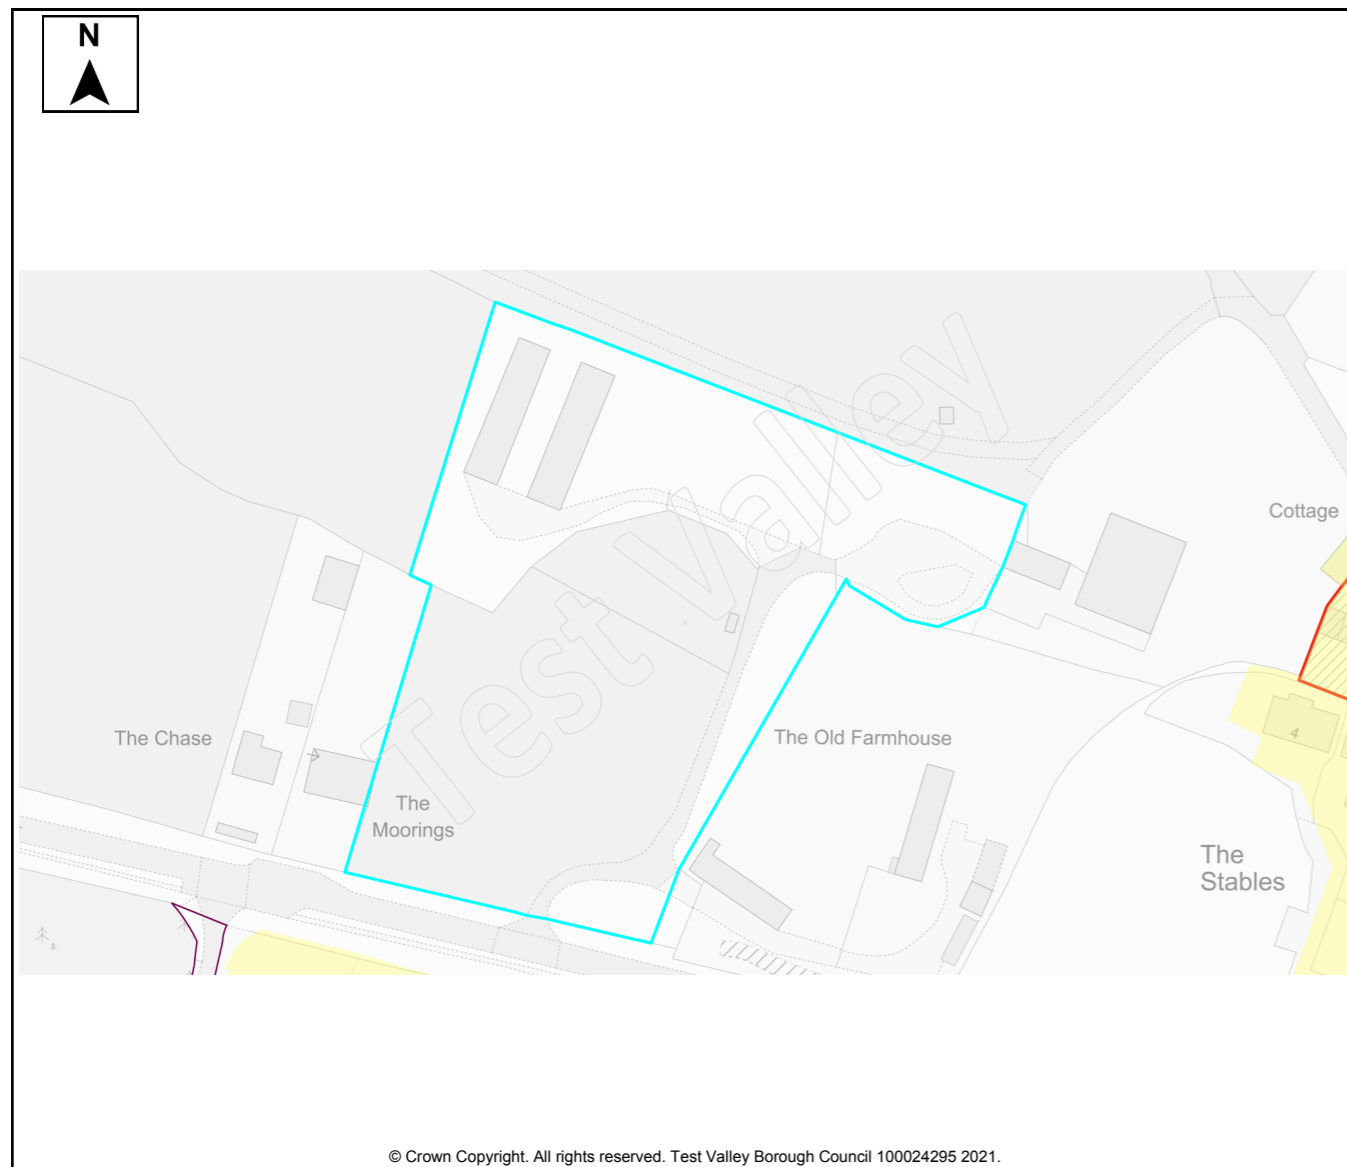 N
Test Valley
Cottage
4
The Chase
The Old Farmhouse
The
Moorings
The
Stables
© Crown Copyright. All rights reserved. Test Valley Borough Council 100024295 2021.